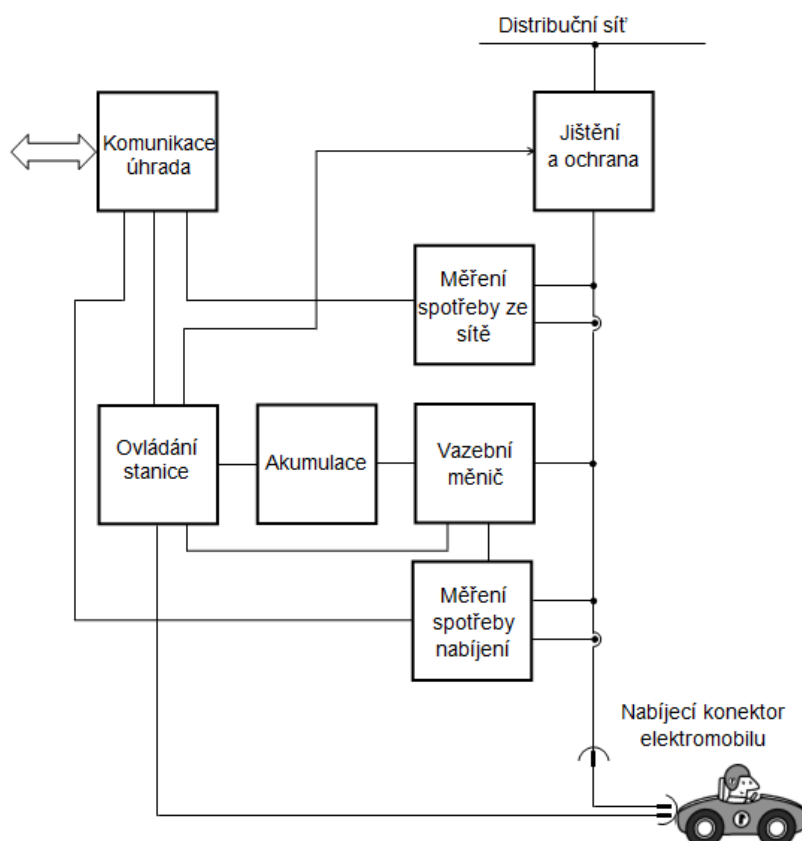 Distribuční síť
Komunikace
úhrada
Jištění
a ochrana
Měření
spotřeby ze
sítě
Ovládání
stanice
Akumulace
Vazební
měnič
Měření
spotřeby
nabíjení
Nabíjecí konektor
elektromobilu